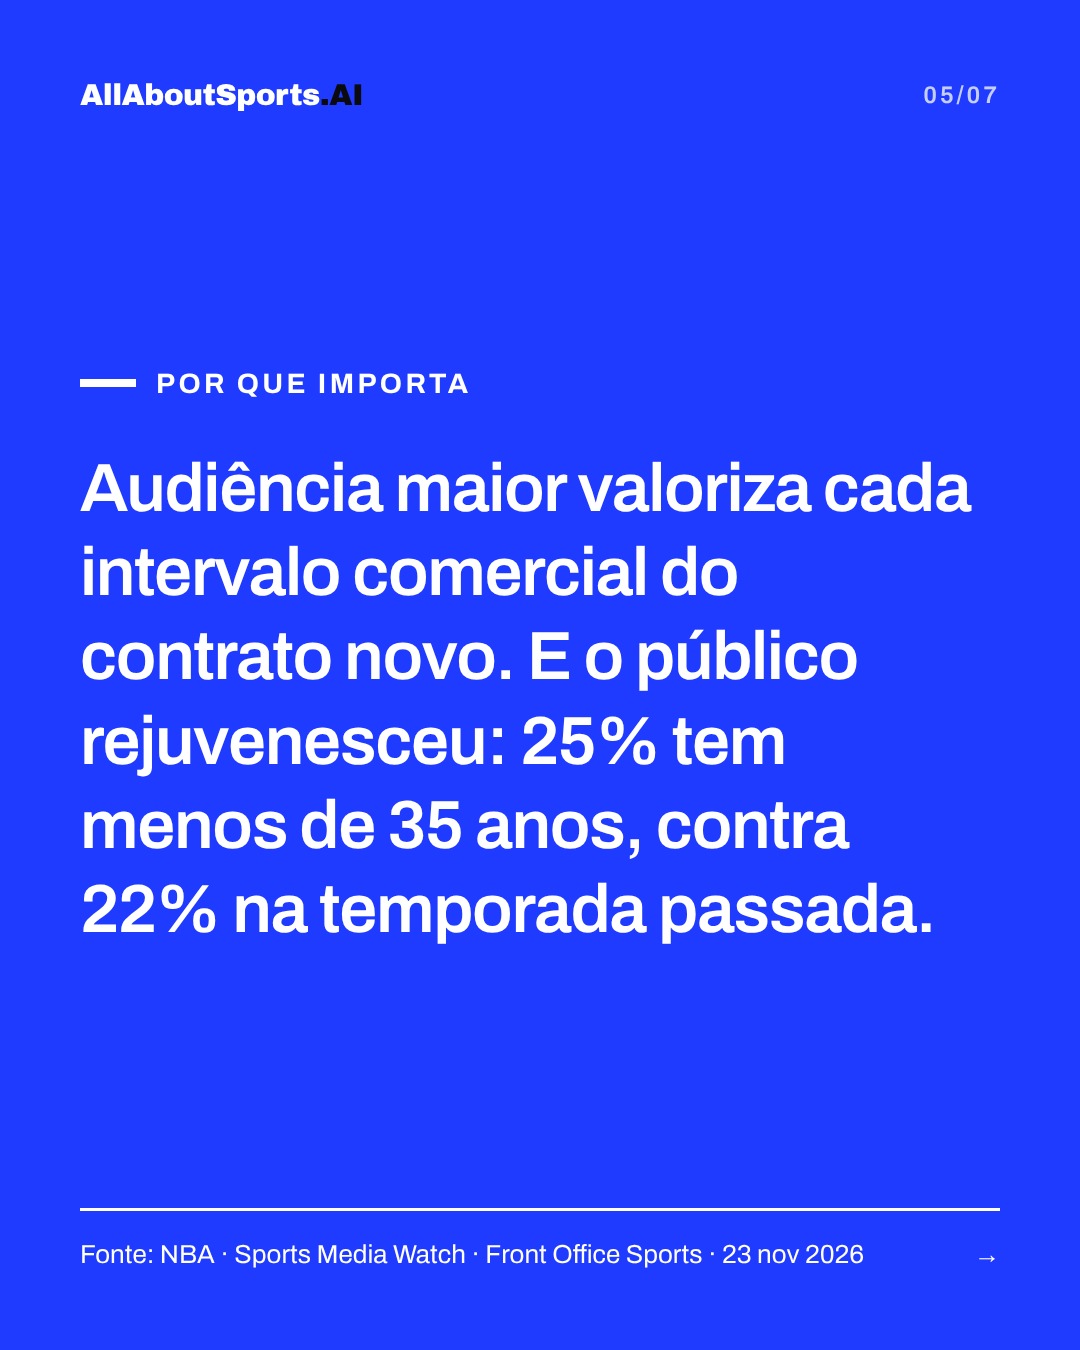 AllAboutSports.AI
05/07
POR QUE IMPORTA
Audiência maior valoriza cada
intervalo comercial do
contrato novo. E o público
rejuvenesceu: 25% tem
menos de 35 anos, contra
22% na temporada passada.
Fonte: NBA · Sports Media Watch · Front Office Sports · 23 nov 2026 →